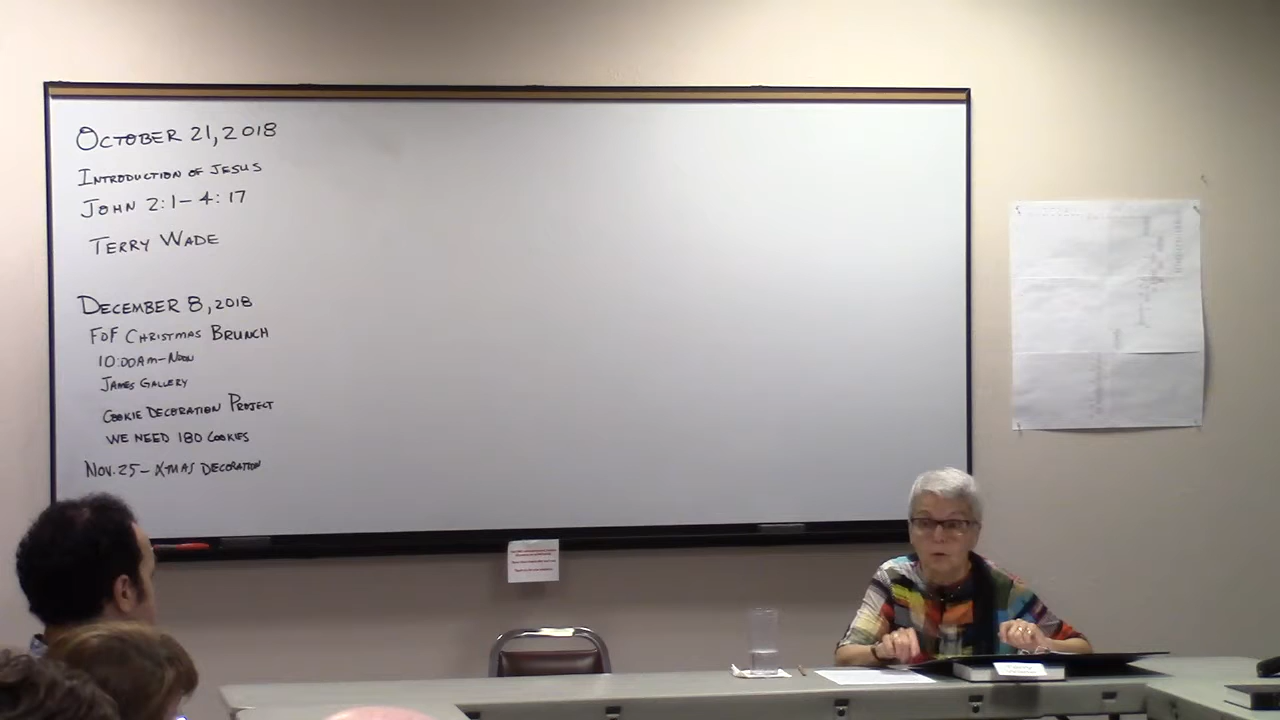 OCTOBER 21, 2018
INTRODUCTION OF JESUS
JOHN 2:1-4:17
TERRY WADE
DECEMBER 8, 2018
FOF CHRISTMAS BRUNCH
10:00AM-NOON
JAMES GALLERY
COOKIE DECORATION PROJECT
WE NEED 180 COOKIES
NOV. 25- XMAS DECORATION